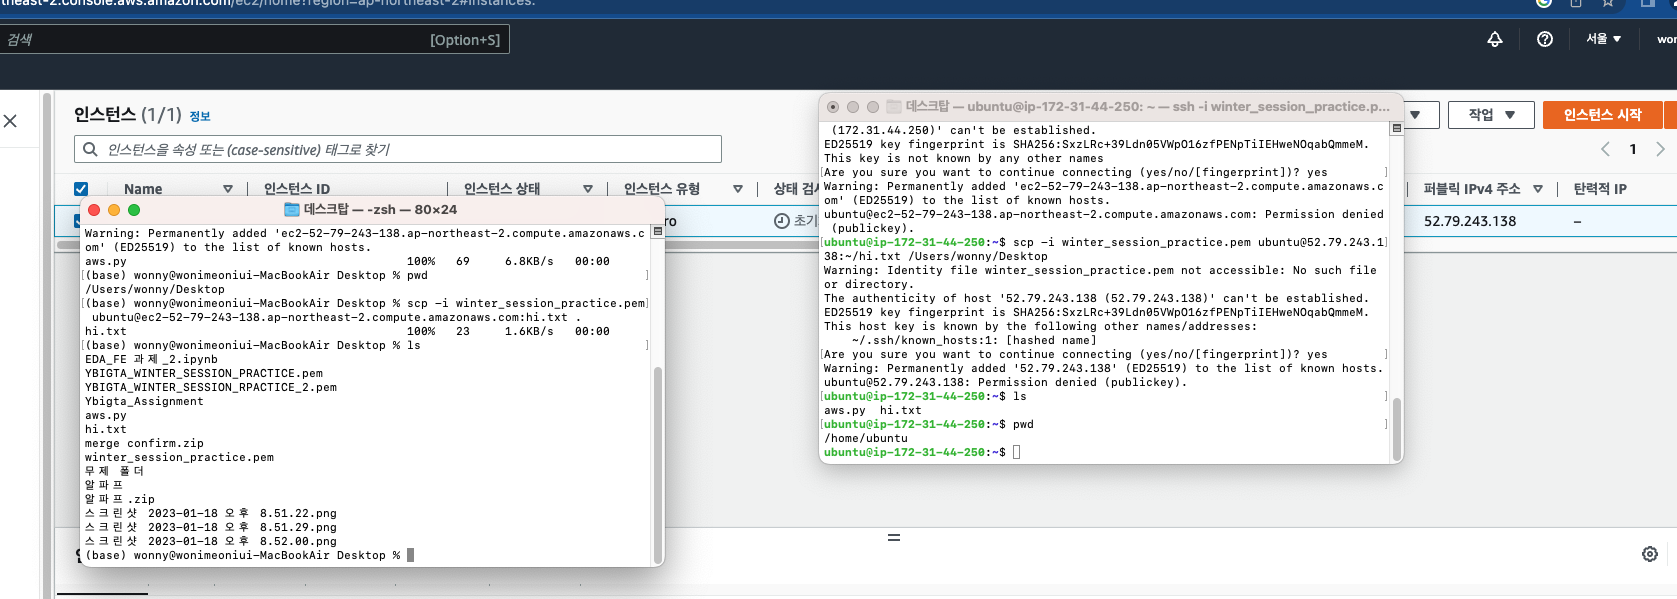 theast-2.console.aws.amazon.com/ec2/home?region=ap-northeast-2#Instances:
검색
[Option+S]
서울 ▼
won
인스턴스 (1/1) 정보
작업 ▼
인스턴스 시작
인스턴스을 속성 또는 (case-sensitive) 태그로 찾기
1
Name
인스턴스 ID
인스턴스 상태
인스턴스 유형
상태 검사
퍼블릭 IPv4 주소
탄력적 IP
ro
초기
52.79.243.138
–
데스크탑 — -zsh — 80×24
Warning: Permanently added 'ec2-52-79-243-138.ap-northeast-2.compute.amazonaws.c
om' (ED25519) to the list of known hosts.
aws.py 100% 69 6.8KB/s 00:00
(base) wonny@wonimeoniui-MacBookAir Desktop % pwd
/Users/wonny/Desktop
(base) wonny@wonimeoniui-MacBookAir Desktop % scp -i winter_session_practice.pem
ubuntu@ec2-52-79-243-138.ap-northeast-2.compute.amazonaws.com:hi.txt .
hi.txt 100% 23 1.6KB/s 00:00
(base) wonny@wonimeoniui-MacBookAir Desktop % ls
EDA_FE 과제_2.ipynb
YBIGTA_WINTER_SESSION_PRACTICE.pem
YBIGTA_WINTER_SESSION_RPACTICE_2.pem
Ybigta_Assignment
aws.py
hi.txt
merge confirm.zip
winter_session_practice.pem
무제 폴더
알파프
알파프.zip
스크린샷 2023-01-18 오후 8.51.22.png
스크린샷 2023-01-18 오후 8.51.29.png
스크린샷 2023-01-18 오후 8.52.00.png
(base) wonny@wonimeoniui-MacBookAir Desktop %
데스크탑 — ubuntu@ip-172-31-44-250: ~ — ssh -i winter_session_practice.p...
(172.31.44.250)' can't be established.
ED25519 key fingerprint is SHA256:SxzLRc+39Ldn05VWpO16zfPENpTiIEHweNOqabQmmeM.
This key is not known by any other names
Are you sure you want to continue connecting (yes/no/[fingerprint])? yes
Warning: Permanently added 'ec2-52-79-243-138.ap-northeast-2.compute.amazonaws.c
om' (ED25519) to the list of known hosts.
ubuntu@ec2-52-79-243-138.ap-northeast-2.compute.amazonaws.com: Permission denied
(publickey).
ubuntu@ip-172-31-44-250:~$ scp -i winter_session_practice.pem ubuntu@52.79.243.1
38:~/hi.txt /Users/wonny/Desktop
Warning: Identity file winter_session_practice.pem not accessible: No such file
or directory.
The authenticity of host '52.79.243.138 (52.79.243.138)' can't be established.
ED25519 key fingerprint is SHA256:SxzLRc+39Ldn05VWpO16zfPENpTiIEHweNOqabQmmeM.
This host key is known by the following other names/addresses:
~/.ssh/known_hosts:1: [hashed name]
Are you sure you want to continue connecting (yes/no/[fingerprint])? yes
Warning: Permanently added '52.79.243.138' (ED25519) to the list of known hosts.
ubuntu@52.79.243.138: Permission denied (publickey).
ubuntu@ip-172-31-44-250:~$ ls
aws.py hi.txt
ubuntu@ip-172-31-44-250:~$ pwd
/home/ubuntu
ubuntu@ip-172-31-44-250:~$